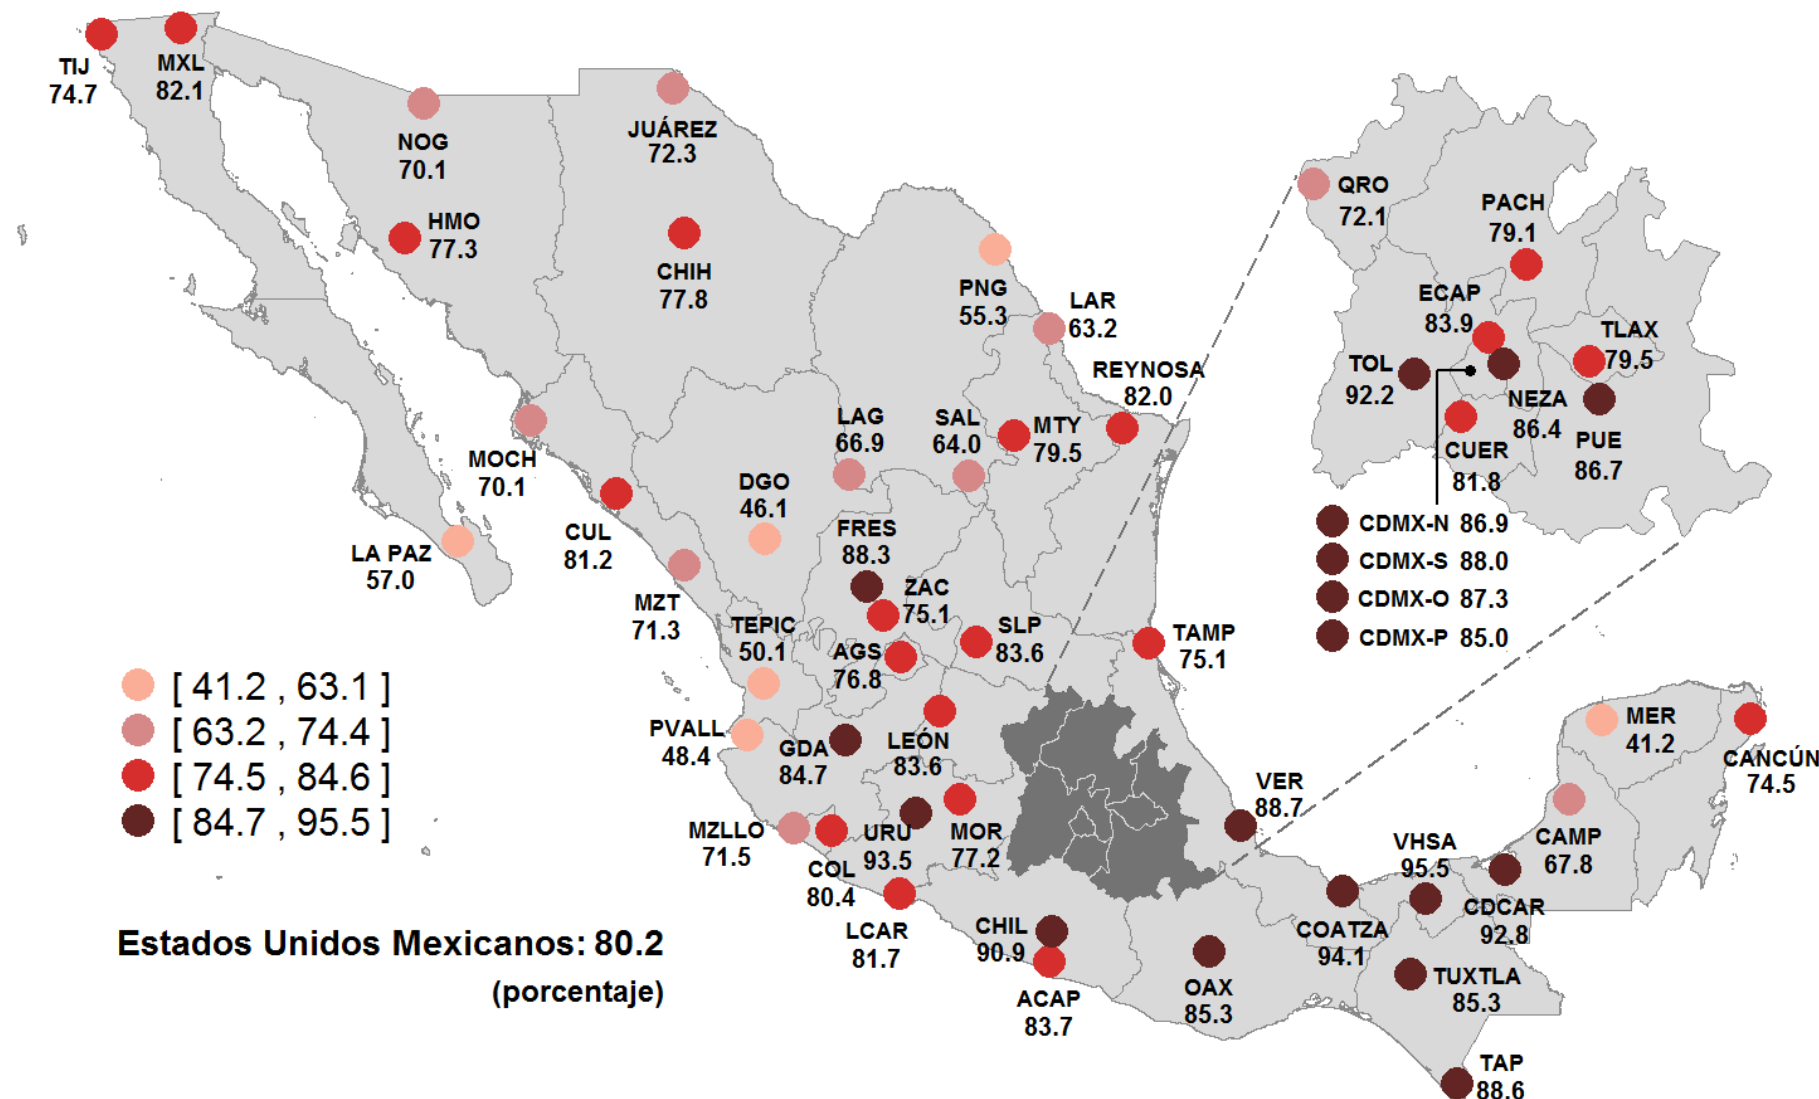 TIJ
74.7
MXL
82.1
NOG
70.1
HMO
77.3
JUÁREZ
72.3
CHIH
77.8
PNG
55.3
LAR
63.2
REYNOSA
82.0
MOCH
70.1
LAG
66.9
SAL
64.0
MTY
79.5
DGO
46.1
CUL
81.2
LA PAZ
57.0
FRES
88.3
ZAC
75.1
MZT
71.3
TEPIC
50.1
AGS
76.8
SLP
83.6
TAMP
75.1
PVALL
48.4
GDA
84.7
LEÓN
83.6
MZLLO
71.5
COL
80.4
URU
93.5
MOR
77.2
LCAR
81.7
CHIL
90.9
ACAP
83.7
OAX
85.3
VER
88.7
COATZA
94.1
VHSA
95.5
CDCAR
92.8
TUXTLA
85.3
TAP
88.6
CAMP
67.8
MER
41.2
CANCÚN
74.5
QRO
72.1
PACH
79.1
ECAP
83.9
TLAX
79.5
TOL
92.2
NEZA
86.4
PUE
86.7
CUER
81.8
CDMX-N 86.9
CDMX-S 88.0
CDMX-O 87.3
CDMX-P 85.0
[ 41.2 , 63.1 ]
[ 63.2 , 74.4 ]
[ 74.5 , 84.6 ]
[ 84.7 , 95.5 ]
Estados Unidos Mexicanos: 80.2
(porcentaje)